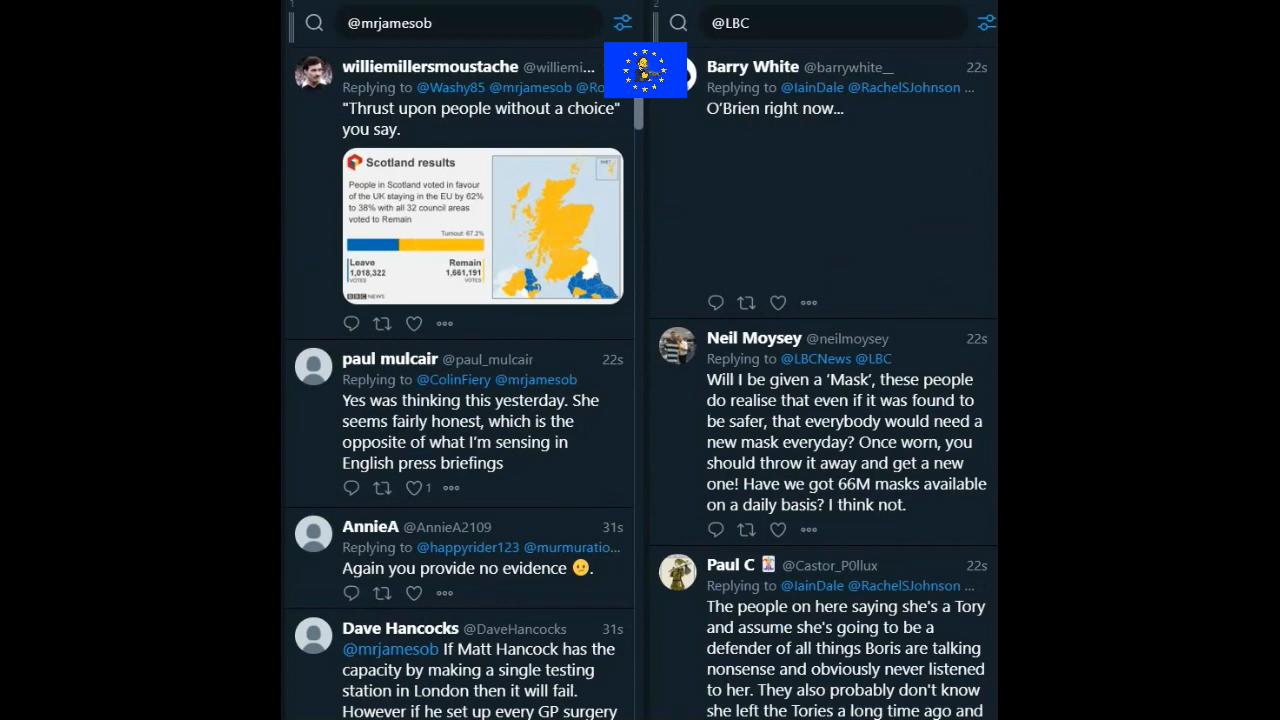 1
@mrjamesob
williemillersmoustache @williemi...
Replying to @Washy85 @mrjamesob @Ro
"Thrust upon people without a choice"
you say.
Scotland results
People in Scotland voted in favour
of the UK staying in the EU by 62%
to 38% with all 32 council areas
voted to Remain
Turnout: 67.2%
Leave
1,018,322
VOTES
Remain
1,661,191
VOTES
BBC NEWS
paul mulcair @paul_mulcair 22s
Replying to @ColinFiery @mrjamesob
Yes was thinking this yesterday. She
seems fairly honest, which is the
opposite of what I'm sensing in
English press briefings
1
AnnieA @AnnieA2109 31s
Replying to @happyrider123 @murmuratio...
Again you provide no evidence 😕.
Dave Hancocks @DaveHancocks 31s
@mrjamesob If Matt Hancock has the
capacity by making a single testing
station in London then it will fail.
However if he set up every GP surgery
2
@LBC
Barry White @barrywhite__ 22s
Replying to @IainDale @RachelSJohnson ...
O'Brien right now...
Neil Moysey @neilmoysey 22s
Replying to @LBCNews @LBC
Will I be given a 'Mask', these people
do realise that even if it was found to
be safer, that everybody would need a
new mask everyday? Once worn, you
should throw it away and get a new
one! Have we got 66M masks available
on a daily basis? I think not.
Paul C 🃏 @Castor_P0llux 22s
Replying to @IainDale @RachelSJohnson ...
The people on here saying she's a Tory
and assume she's going to be a
defender of all things Boris are talking
nonsense and obviously never listened
to her. They also probably don't know
she left the Tories a long time ago and